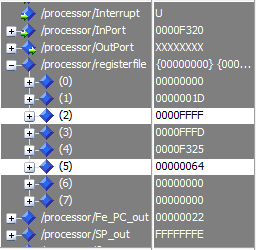 /processor/Interrupt U
/processor/InPort 0000F320
/processor/OutPort XXXXXXXX
/processor/registerfile {00000000} {000...
(0) 00000000
(1) 0000001D
(2) 0000FFFF
(3) 0000FFFD
(4) 0000F325
(5) 00000064
(6) 00000000
(7) 00000000
/processor/Fe_PC_out 00000022
/processor/SP_out FFFFFFFE